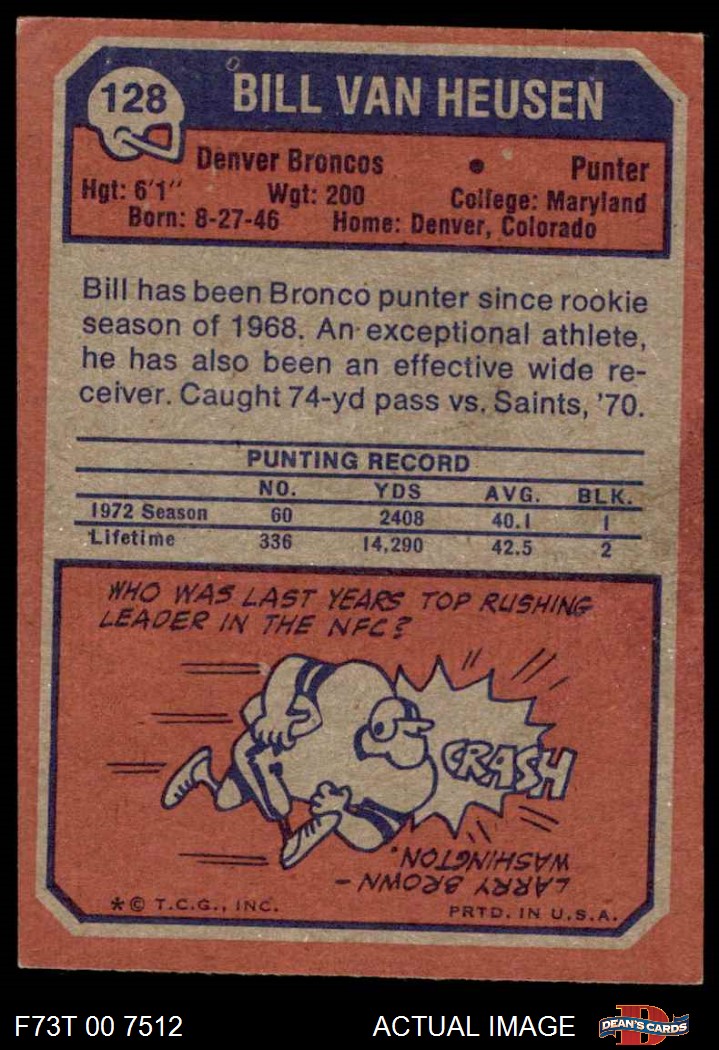 128
BILL VAN HEUSEN
Denver Broncos • Punter
Hgt: 6'1" Wgt: 200 College: Maryland
Born: 8-27-46 Home: Denver, Colorado
Bill has been Bronco punter since rookie
season of 1968. An exceptional athlete,
he has also been an effective wide re-
ceiver. Caught 74-yd pass vs. Saints, '70.
PUNTING RECORD
NO. YDS AVG. BLK.
1972 Season 60 2408 40.1 1
Lifetime 336 14,290 42.5 2
WHO WAS LAST YEARS TOP RUSHING
LEADER IN THE NFC?
CRASH
LARRY BROWN -
WASHINGTON.
*© T.C.G., INC. PRTD. IN U.S.A.
F73T 00 7512 ACTUAL IMAGE D DEAN'S CARDS